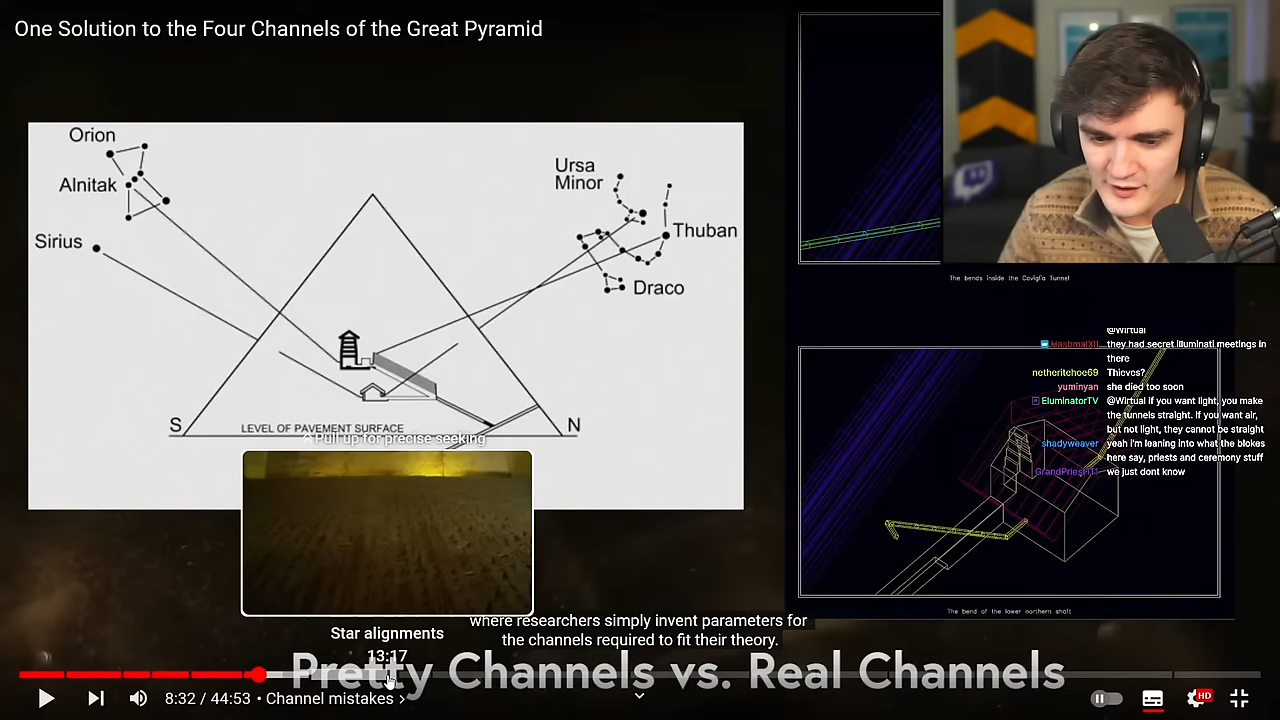 One Solution to the Four Channels of the Great Pyramid
Orion
Alnitak
Sirius
Ursa
Minor
Thuban
Draco
S
N
LEVEL OF PAVEMENT SURFACE
Pull up for precise seeking
The bends inside the Caviglia Tunnel
@Wirtual
HasbmalXII
they had secret illuminati meetings in
there
netheritehoe69
Thieves?
yuminyan
she died too soon
EluminatorTV
@Wirtual if you want light, you make
the tunnels straight. if you want air,
but not light, they cannot be straight
shadyweaver
yeah i'm leaning into what the blokes
here say, priests and ceremony stuff
GrandPriest111
we just dont know
The bend of the lower northern shaft
where researchers simply invent parameters for
the channels required to fit their theory.
Star alignments
13:17
Pretty Channels vs. Real Channels
8:32 / 44:53 • Channel mistakes
HD